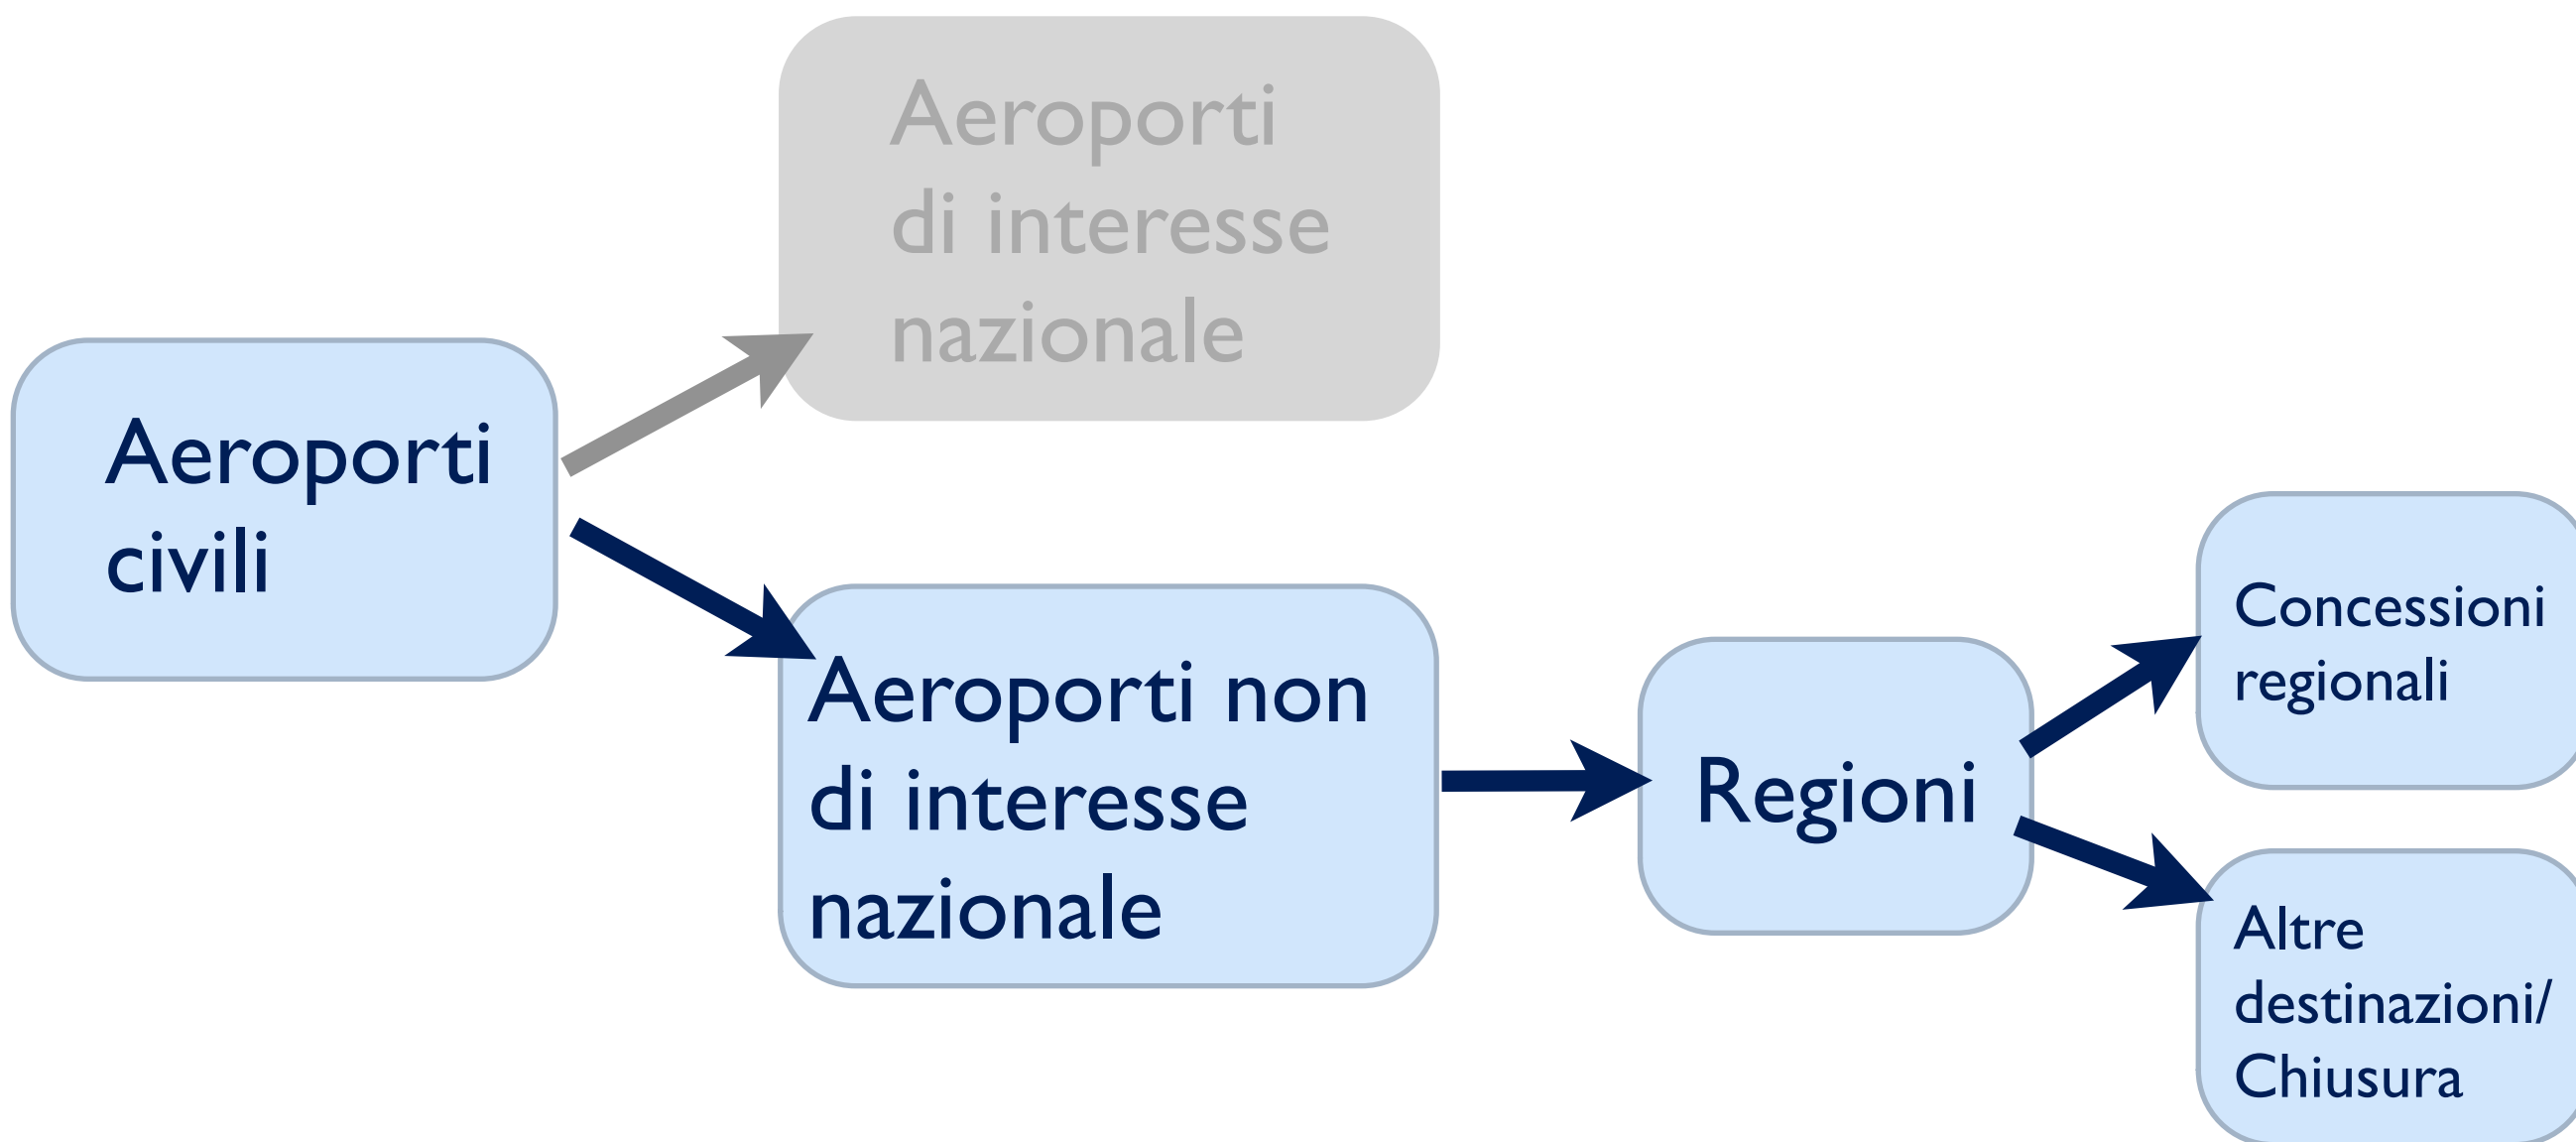 Aeroporti
di interesse
nazionale
Aeroporti
civili
Aeroporti non
di interesse
nazionale
Regioni
Concessioni
regionali
Altre
destinazioni/
Chiusura